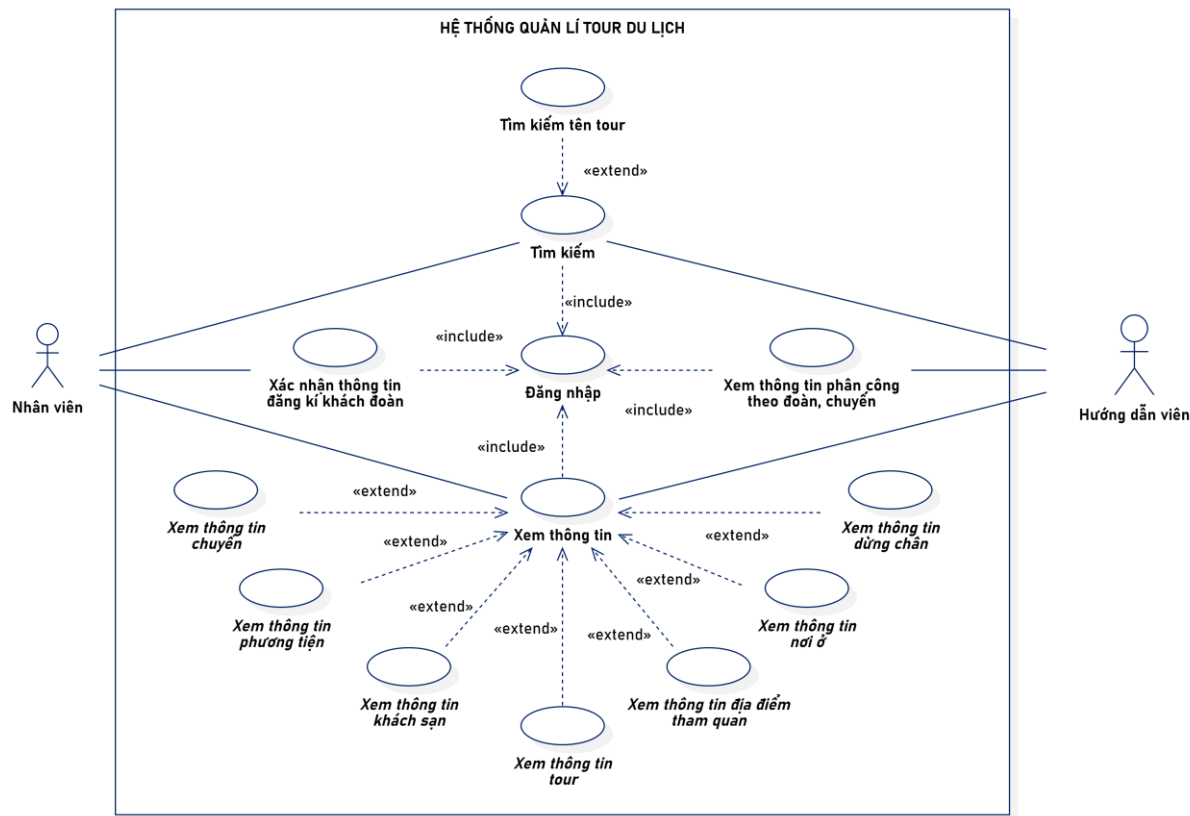 HỆ THỐNG QUẢN LÍ TOUR DU LỊCH
Tìm kiếm tên tour
«extend»
Tìm kiếm
«include»
«include»
Xác nhận thông tin
đăng kí khách đoàn
Đăng nhập
Xem thông tin phân công
theo đoàn, chuyến
«include»
Nhân viên
Hướng dẫn viên
«include»
«extend»
Xem thông tin
chuyến
Xem thông tin
Xem thông tin
dừng chân
«extend»
«extend»
Xem thông tin
phương tiện
«extend»
Xem thông tin
nơi ở
«extend»
«extend»
«extend»
Xem thông tin
khách sạn
Xem thông tin địa điểm
tham quan
Xem thông tin
tour